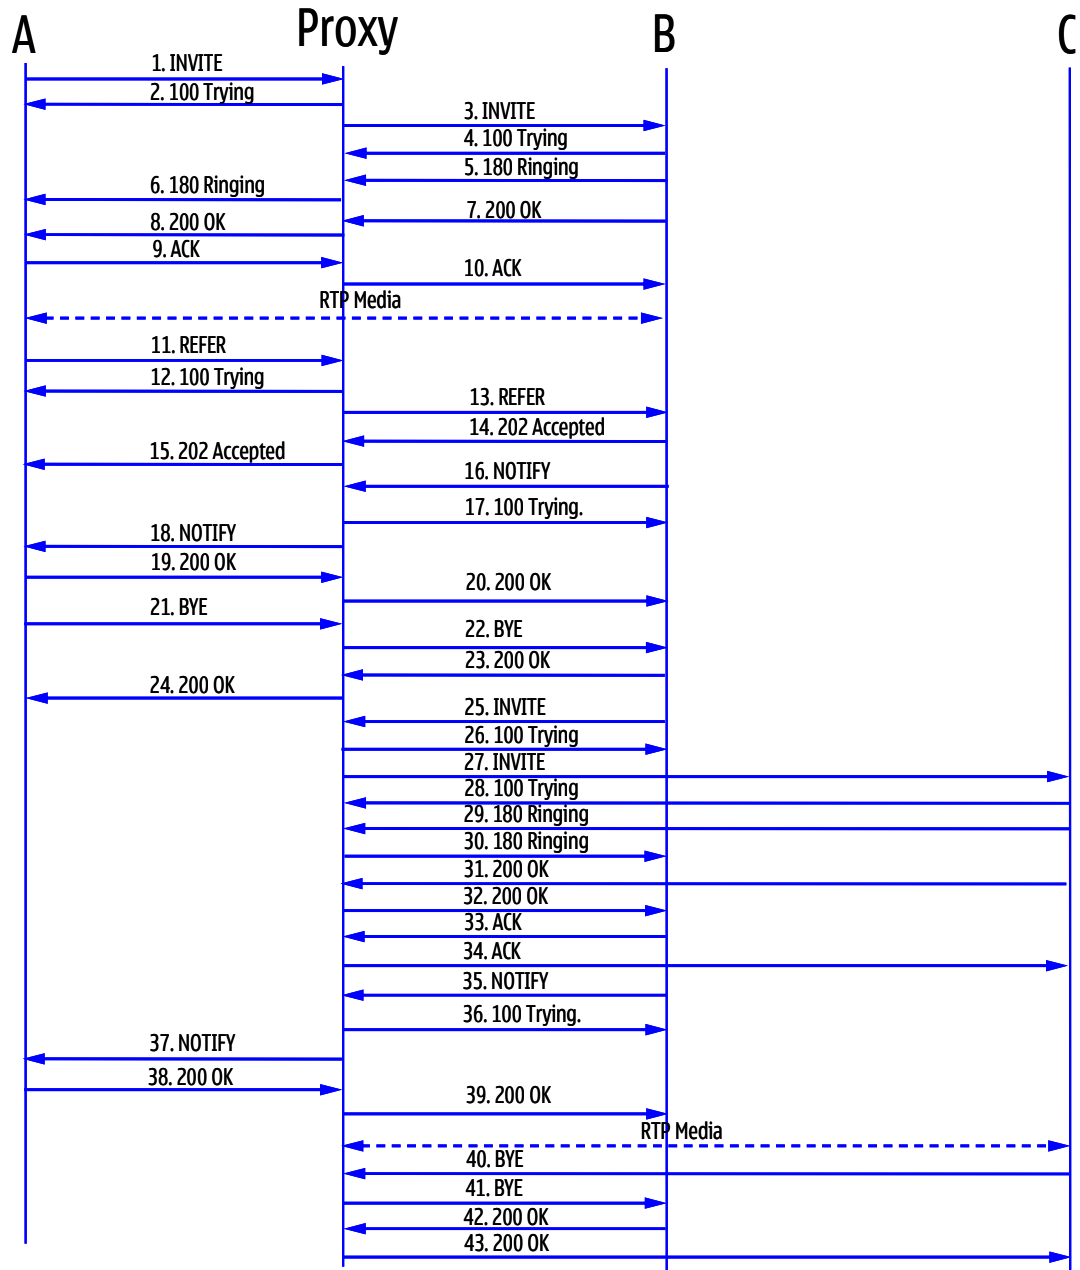 A
Proxy
B
C
1. INVITE
2. 100 Trying
3. INVITE
4. 100 Trying
5. 180 Ringing
6. 180 Ringing
7. 200 OK
8. 200 OK
9. ACK
10. ACK
RTP Media
11. REFER
12. 100 Trying
13. REFER
14. 202 Accepted
15. 202 Accepted
16. NOTIFY
17. 100 Trying.
18. NOTIFY
19. 200 OK
20. 200 OK
21. BYE
22. BYE
23. 200 OK
24. 200 OK
25. INVITE
26. 100 Trying
27. INVITE
28. 100 Trying
29. 180 Ringing
30. 180 Ringing
31. 200 OK
32. 200 OK
33. ACK
34. ACK
35. NOTIFY
36. 100 Trying.
37. NOTIFY
38. 200 OK
39. 200 OK
RTP Media
40. BYE
41. BYE
42. 200 OK
43. 200 OK